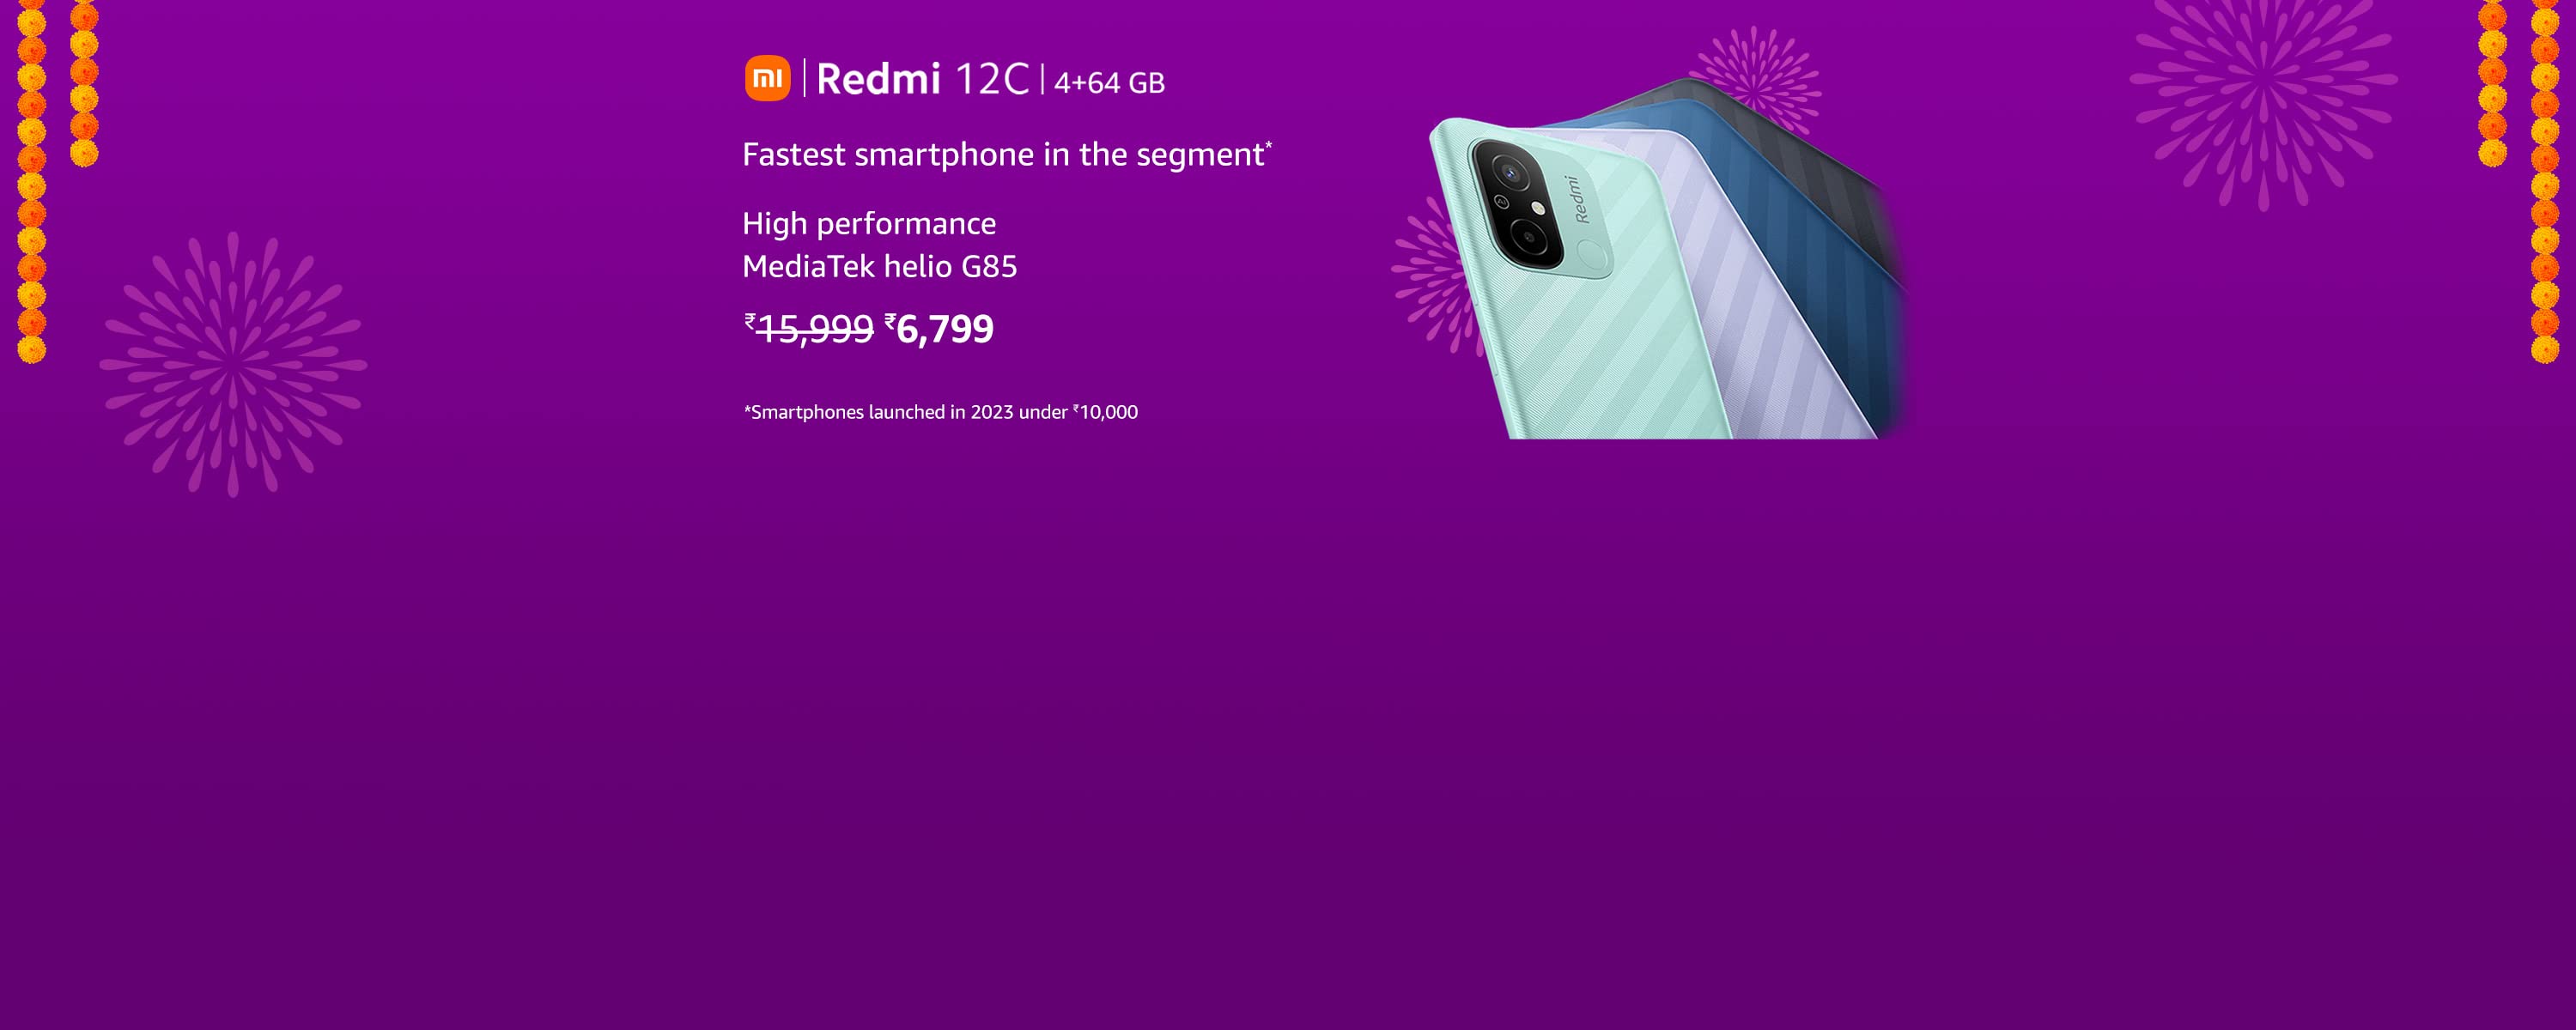 mi | Redmi 12C | 4+64 GB
Fastest smartphone in the segment*
High performance
MediaTek helio G85
₹15,999 ₹6,799
*Smartphones launched in 2023 under ₹10,000
Redmi
AI